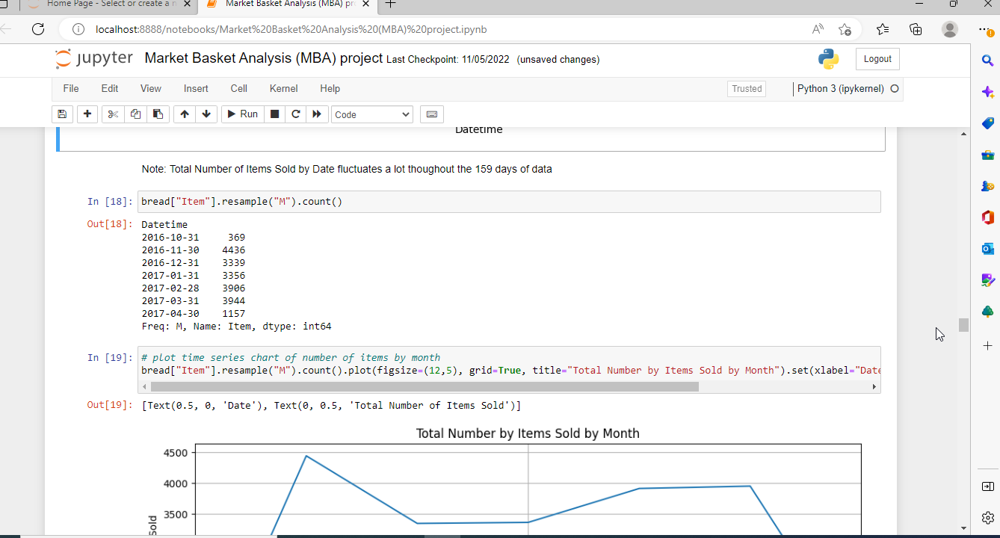 Home Page - Select or create a n
Market Basket Analysis (MBA) pr
localhost:8888/notebooks/Market%20Basket%20Analysis%20(MBA)%20project.ipynb
jupyter Market Basket Analysis (MBA) project Last Checkpoint: 11/05/2022 (unsaved changes)
Logout
File Edit View Insert Cell Kernel Help
Trusted
Python 3 (ipykernel)
Run
Code
Datetime
Note: Total Number of Items Sold by Date fluctuates a lot thoughout the 159 days of data
In [18]: bread["Item"].resample("M").count()
Out[18]: Datetime
2016-10-31 369
2016-11-30 4436
2016-12-31 3339
2017-01-31 3356
2017-02-28 3906
2017-03-31 3944
2017-04-30 1157
Freq: M, Name: Item, dtype: int64
In [19]: # plot time series chart of number of items by month
bread["Item"].resample("M").count().plot(figsize=(12,5), grid=True, title="Total Number by Items Sold by Month").set(xlabel="Date
Out[19]: [Text(0.5, 0, 'Date'), Text(0, 0.5, 'Total Number of Items Sold')]
Total Number by Items Sold by Month
4500
4000
3500
Sold